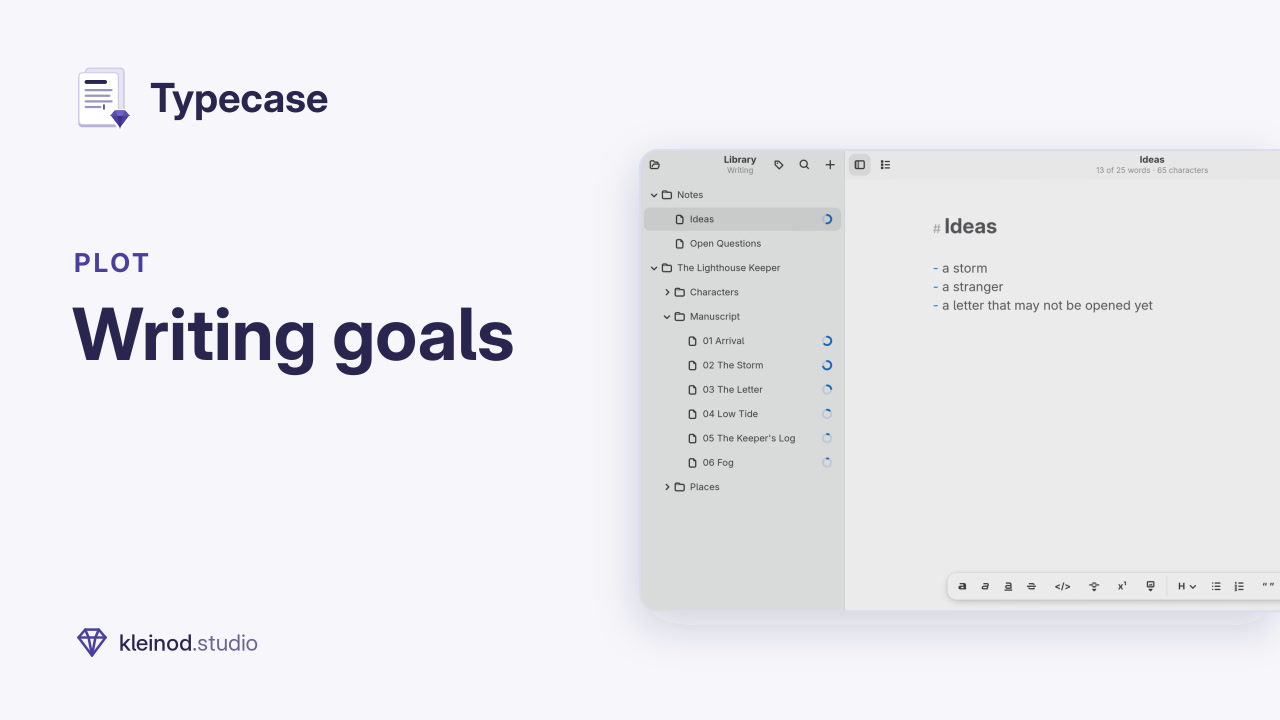 Typecase
PLOT
Writing goals
kleinod.studio
Library
Writing
Notes
Ideas
Open Questions
The Lighthouse Keeper
Characters
Manuscript
01 Arrival
02 The Storm
03 The Letter
04 Low Tide
05 The Keeper's Log
06 Fog
Places
Ideas
13 of 25 words · 65 characters
# Ideas
- a storm
- a stranger
- a letter that may not be opened yet
a a a </> x¹ H “ ”